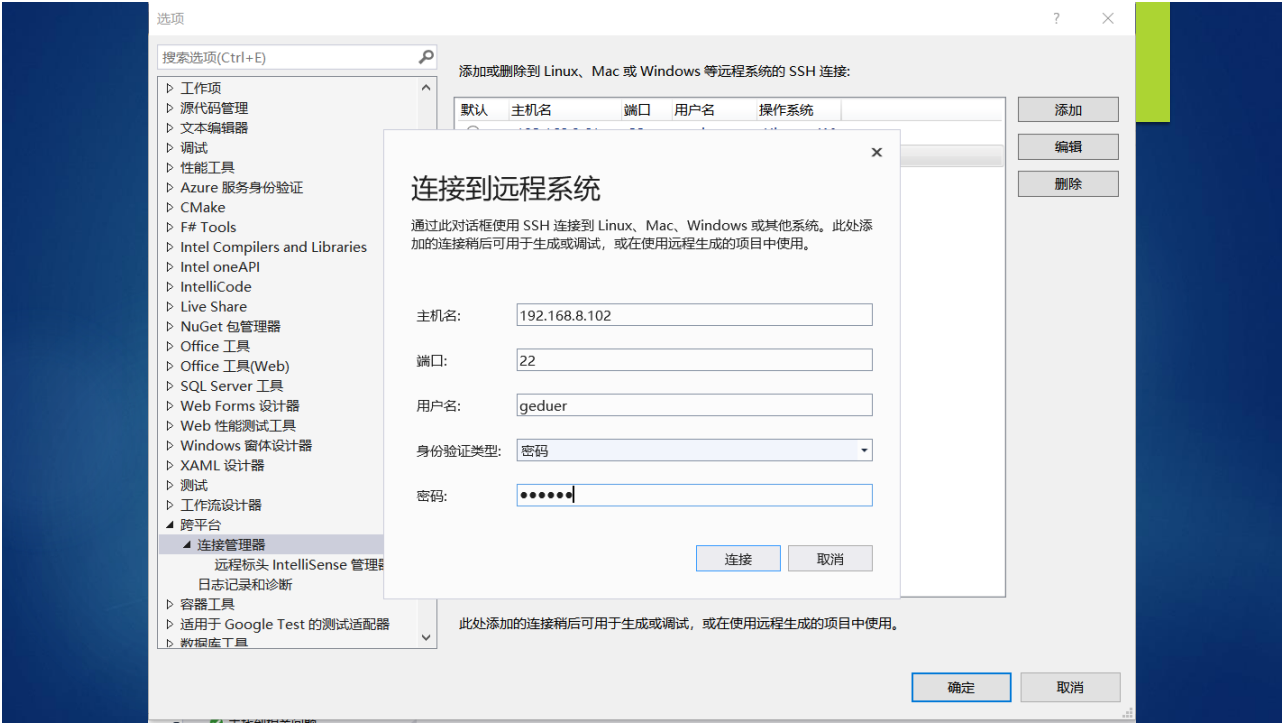 选项
搜索选项(Ctrl+E)
工作项
源代码管理
文本编辑器
调试
性能工具
Azure 服务身份验证
CMake
F# Tools
Intel Compilers and Libraries
Intel oneAPI
IntelliCode
Live Share
NuGet 包管理器
Office 工具
Office 工具(Web)
SQL Server 工具
Web Forms 设计器
Web 性能测试工具
Windows 窗体设计器
XAML 设计器
测试
工作流设计器
跨平台
连接管理器
远程标头 IntelliSense 管理器
日志记录和诊断
容器工具
适用于 Google Test 的测试适配器
数据库工具
添加或删除到 Linux、Mac 或 Windows 等远程系统的 SSH 连接:
默认 主机名 端口 用户名 操作系统
添加
编辑
删除
连接到远程系统
通过此对话框使用 SSH 连接到 Linux、Mac、Windows 或其他系统。此处添
加的连接稍后可用于生成或调试，或在使用远程生成的项目中使用。
主机名: 192.168.8.102
端口: 22
用户名: geduer
身份验证类型: 密码
密码: ●●●●●●
连接 取消
此处添加的连接稍后可用于生成或调试，或在使用远程生成的项目中使用。
确定 取消